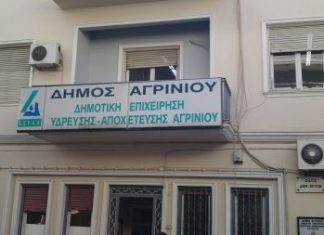 ΔΗΜΟΣ ΑΓΡΙΝΙΟΥ
ΔΗΜΟΤΙΚΗ ΕΠΙΧΕΙΡΗΣΗ
ΥΔΡΕΥΣΗΣ - ΑΠΟΧΕΤΕΥΣΗΣ ΑΓΡΙΝΙΟΥ